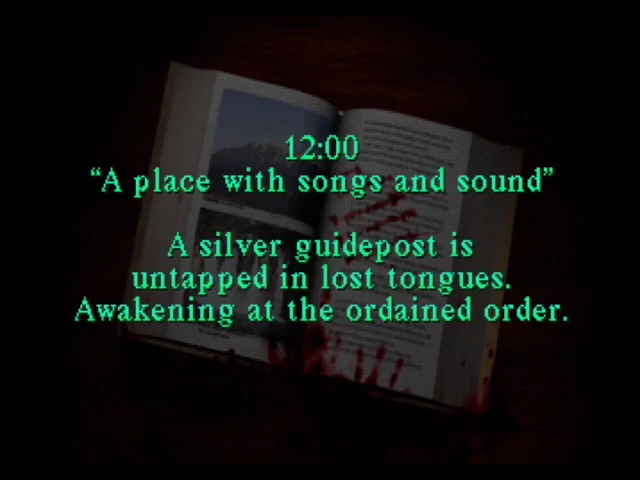 12:00
“A place with songs and sound”
A silver guidepost is
untapped in lost tongues.
Awakening at the ordained order.